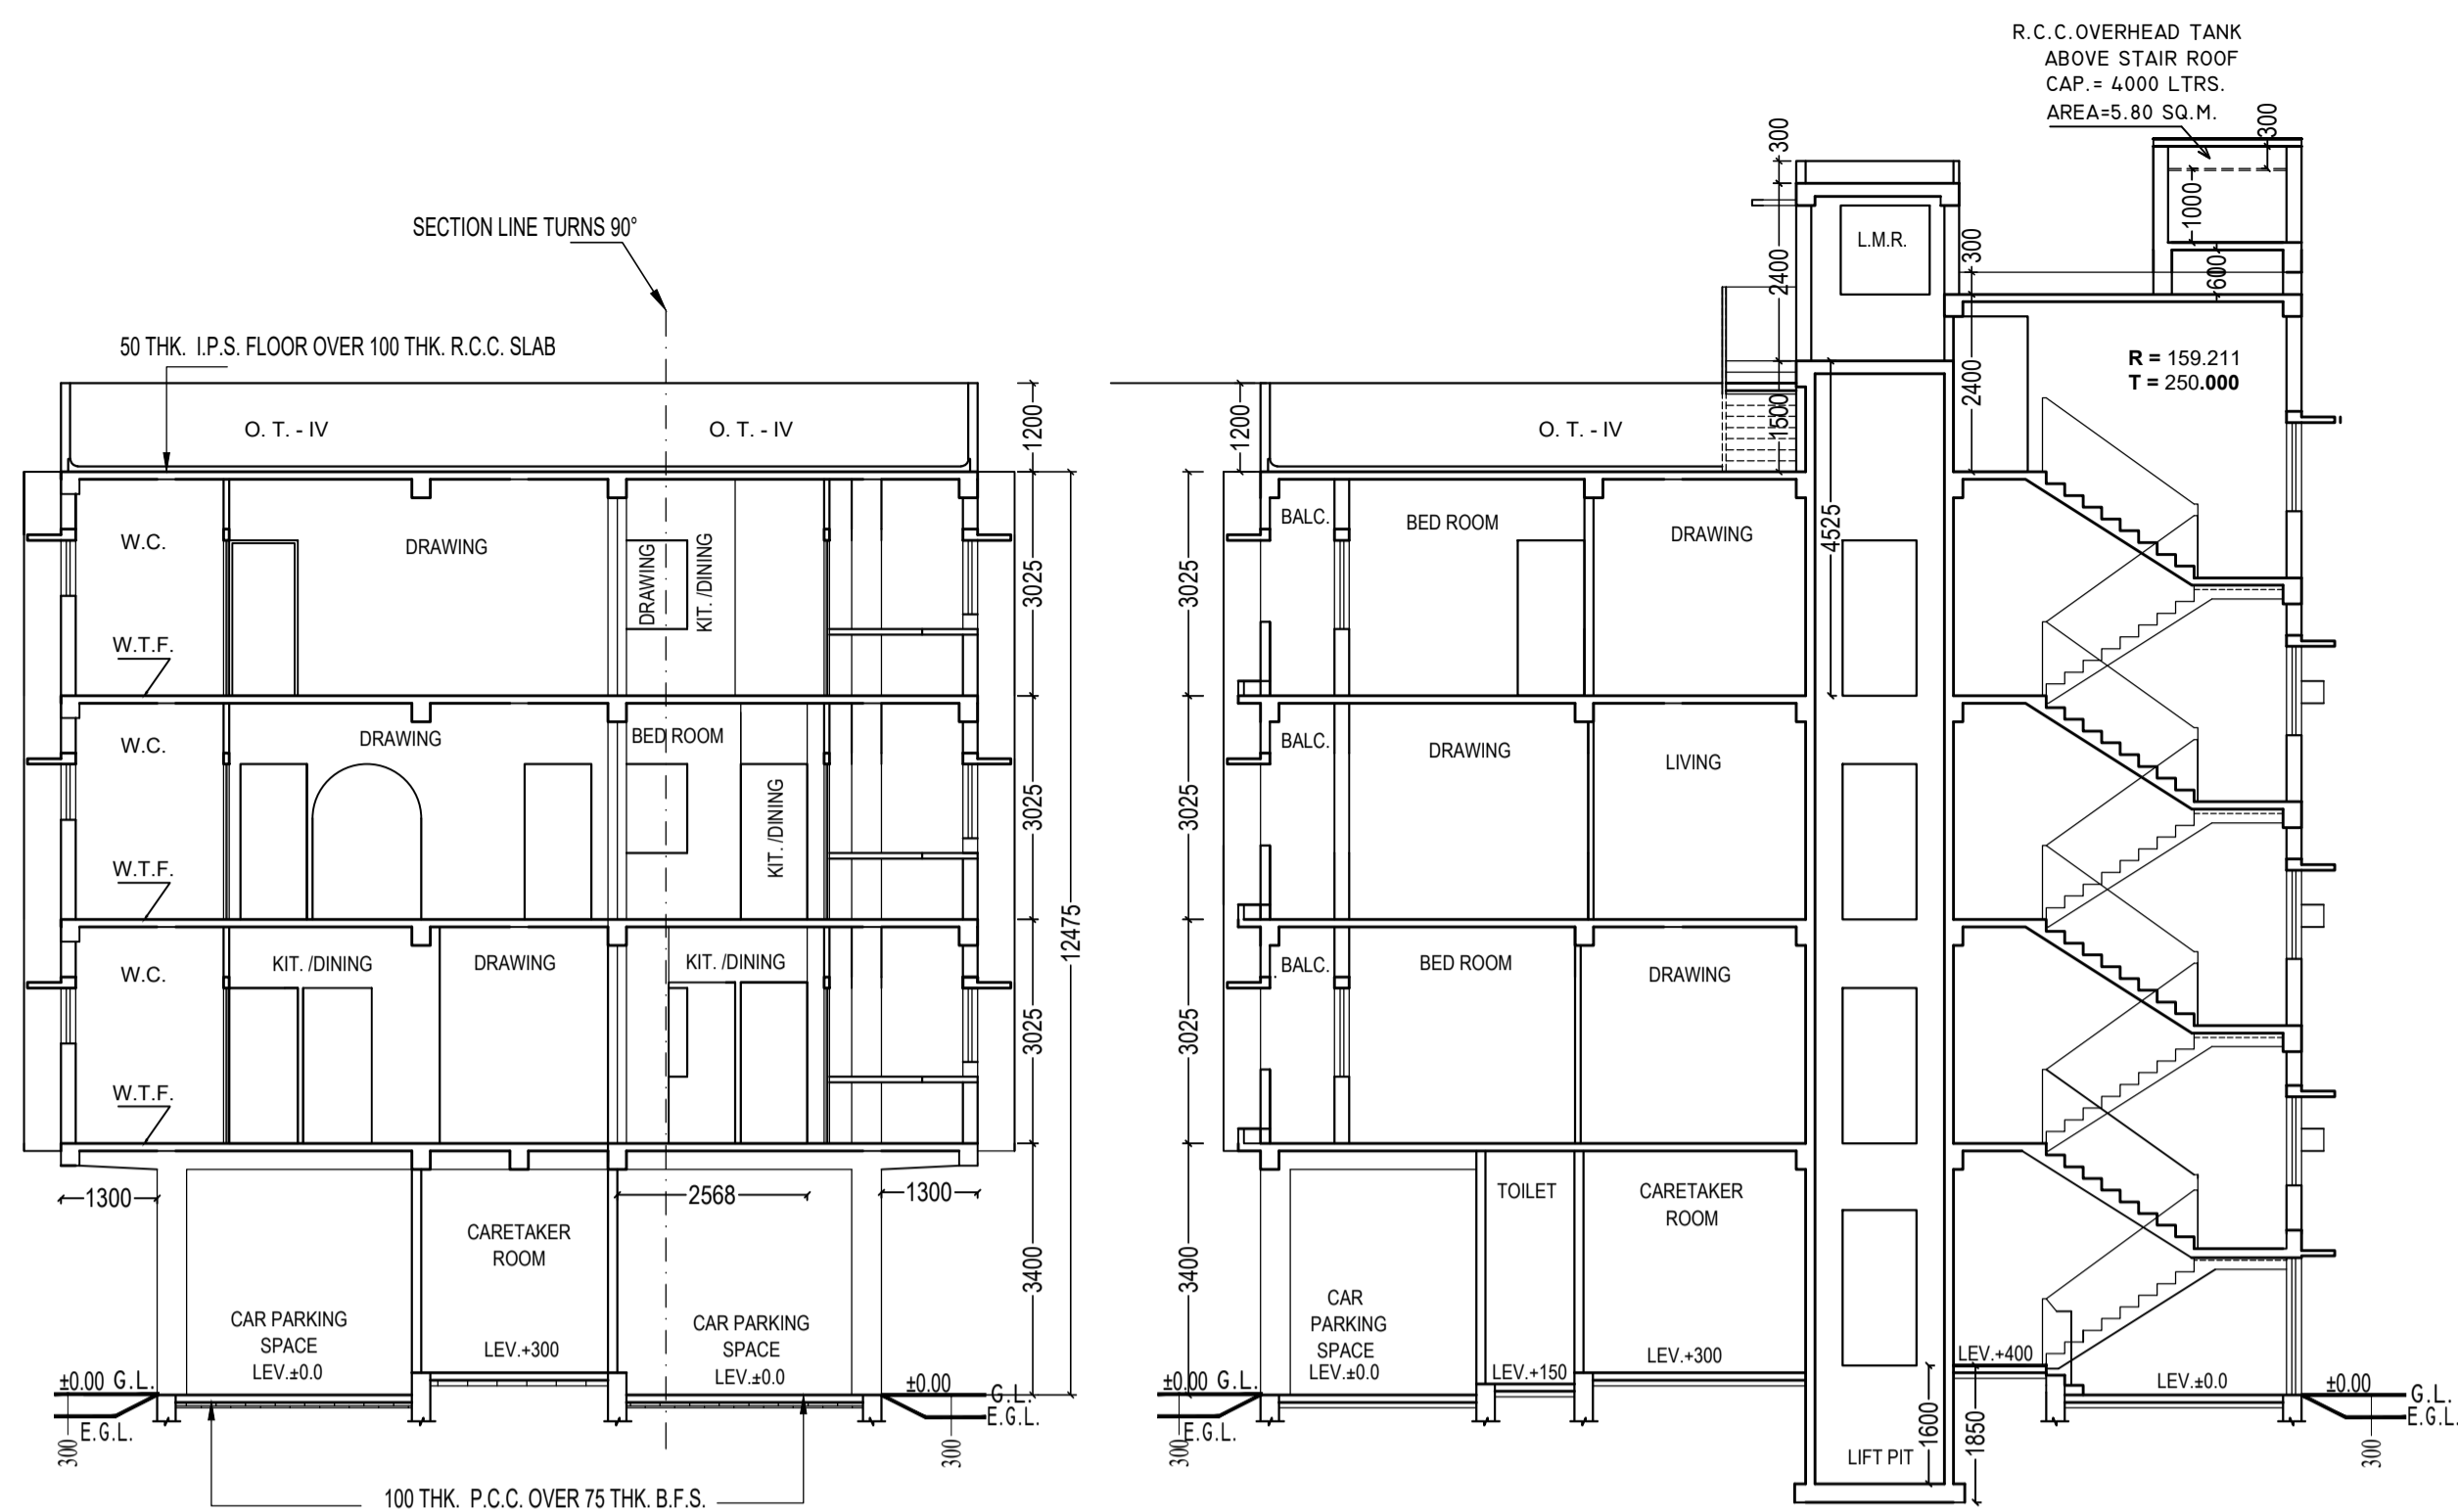 R.C.C.OVERHEAD TANK
ABOVE STAIR ROOF
CAP.= 4000 LTRS.
AREA=5.80 SQ.M.
SECTION LINE TURNS 90°
50 THK. I.P.S. FLOOR OVER 100 THK. R.C.C. SLAB
O. T. - IV
O. T. - IV
1200
W.C.
DRAWING
DRAWING
KIT. /DINING
W.T.F.
3025
W.C.
DRAWING
BED ROOM
KIT. /DINING
W.T.F.
3025
12475
W.C.
KIT. /DINING
DRAWING
KIT. /DINING
W.T.F.
3025
1300
2568
1300
CARETAKER
ROOM
3400
CAR PARKING
SPACE
LEV.±0.0
LEV.+300
CAR PARKING
SPACE
LEV.±0.0
±0.00 G.L.
E.G.L.
300
±0.00
G.L.
E.G.L.
300
100 THK. P.C.C. OVER 75 THK. B.F.S.
300
2400
1500
L.M.R.
300
1000
600
300
2400
R = 159.211
T = 250.000
1200
O. T. - IV
4525
3025
BALC.
BED ROOM
DRAWING
3025
BALC.
DRAWING
LIVING
3025
BALC.
BED ROOM
DRAWING
3400
TOILET
CARETAKER
ROOM
CAR
PARKING
SPACE
LEV.±0.0
LEV.+150
LEV.+300
LEV.+400
LEV.±0.0
±0.00 G.L.
E.G.L.
300
LIFT PIT
1600
1850
±0.00
G.L.
E.G.L.
300